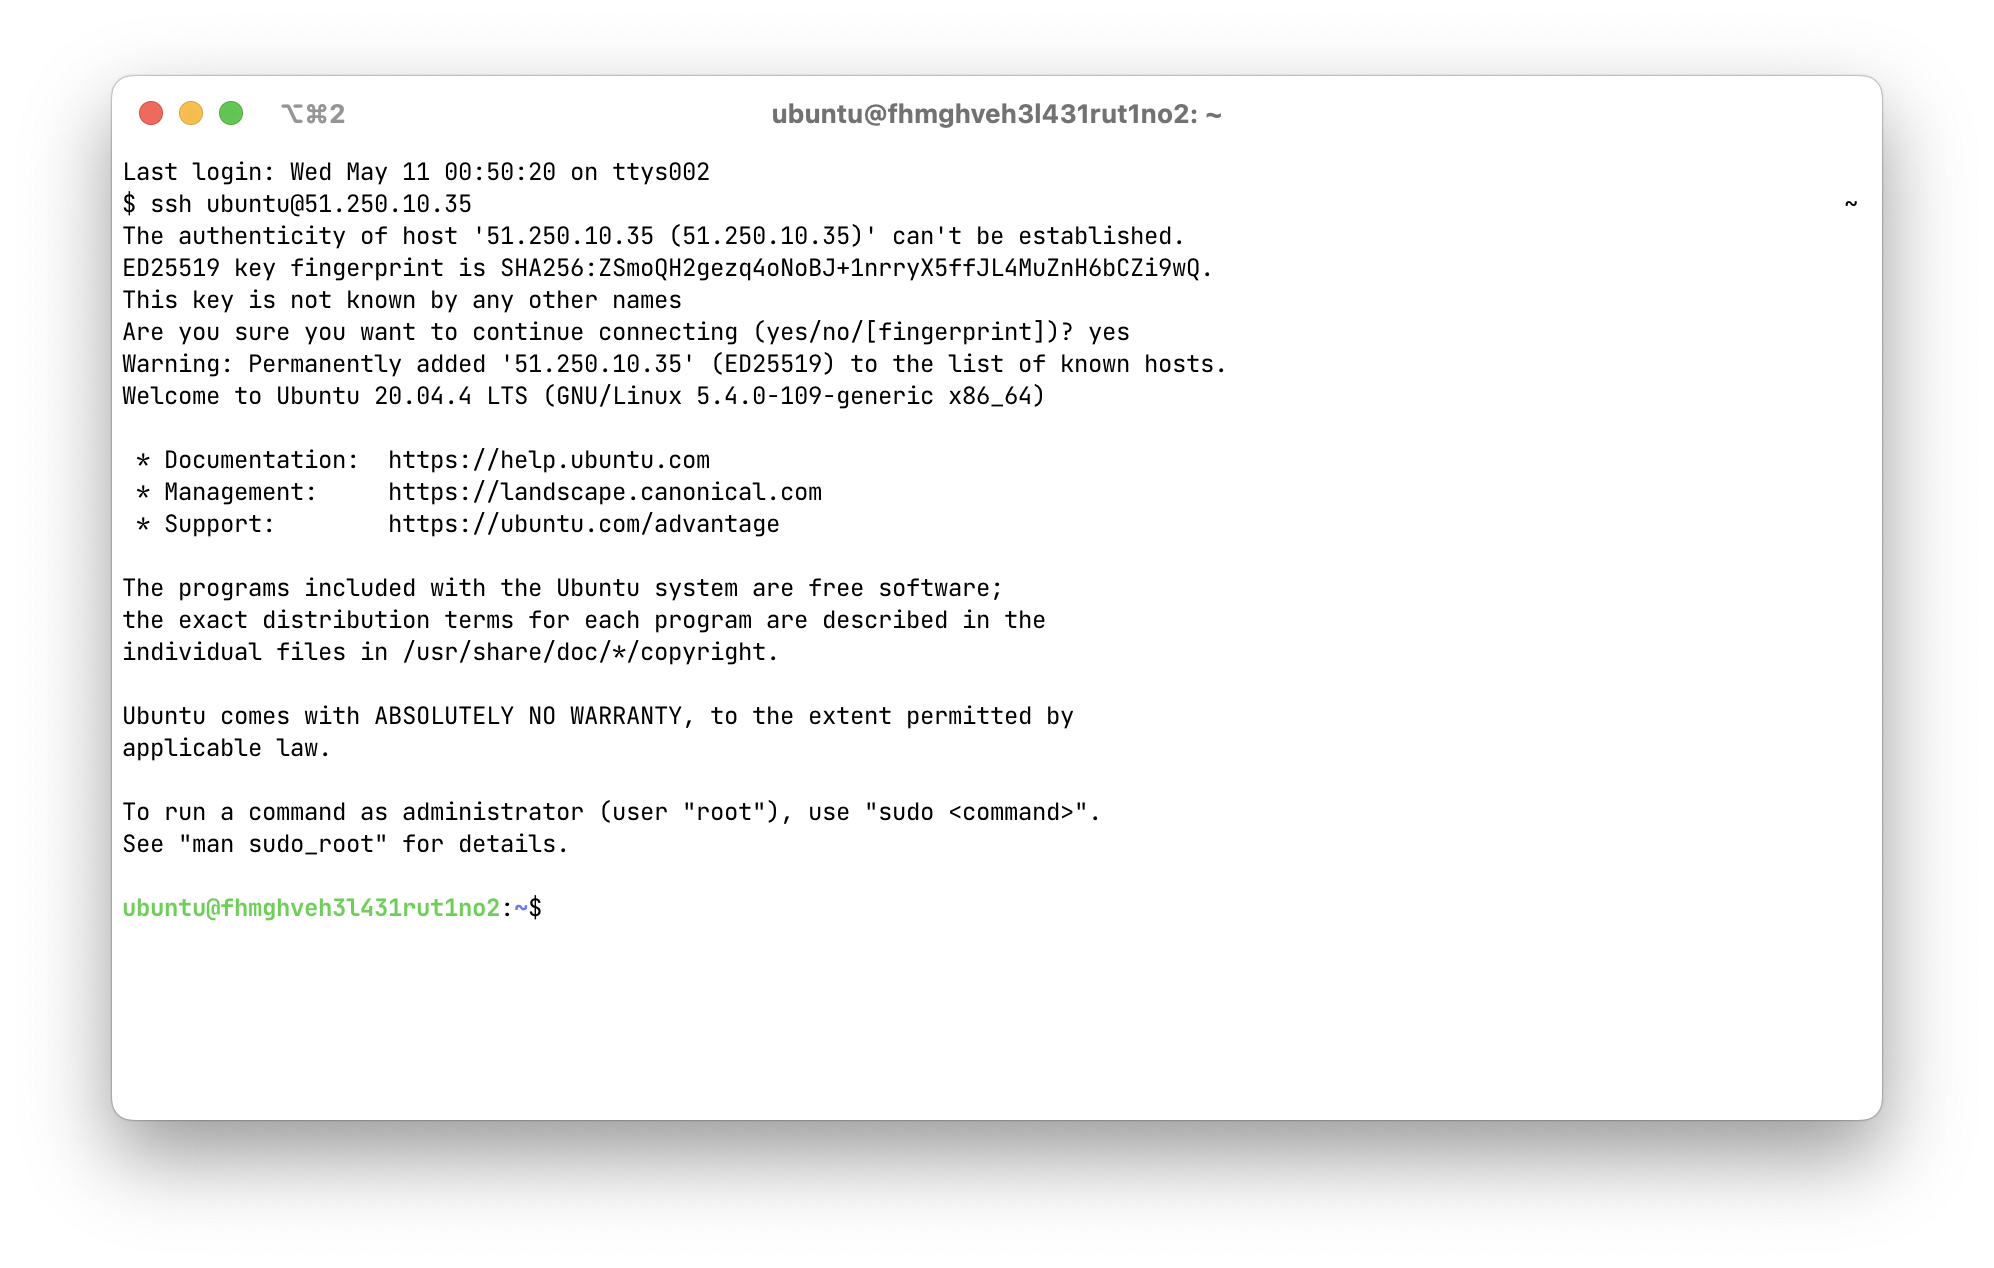 ⌥⌘2
ubuntu@fhmghveh3l431rut1no2: ~
Last login: Wed May 11 00:50:20 on ttys002
$ ssh ubuntu@51.250.10.35 ~
The authenticity of host '51.250.10.35 (51.250.10.35)' can't be established.
ED25519 key fingerprint is SHA256:ZSmoQH2gezq4oNoBJ+1nrryX5ffJL4MuZnH6bCZi9wQ.
This key is not known by any other names
Are you sure you want to continue connecting (yes/no/[fingerprint])? yes
Warning: Permanently added '51.250.10.35' (ED25519) to the list of known hosts.
Welcome to Ubuntu 20.04.4 LTS (GNU/Linux 5.4.0-109-generic x86_64)
* Documentation:  https://help.ubuntu.com
* Management:     https://landscape.canonical.com
* Support:        https://ubuntu.com/advantage
The programs included with the Ubuntu system are free software;
the exact distribution terms for each program are described in the
individual files in /usr/share/doc/*/copyright.
Ubuntu comes with ABSOLUTELY NO WARRANTY, to the extent permitted by
applicable law.
To run a command as administrator (user "root"), use "sudo <command>".
See "man sudo_root" for details.
ubuntu@fhmghveh3l431rut1no2:~$